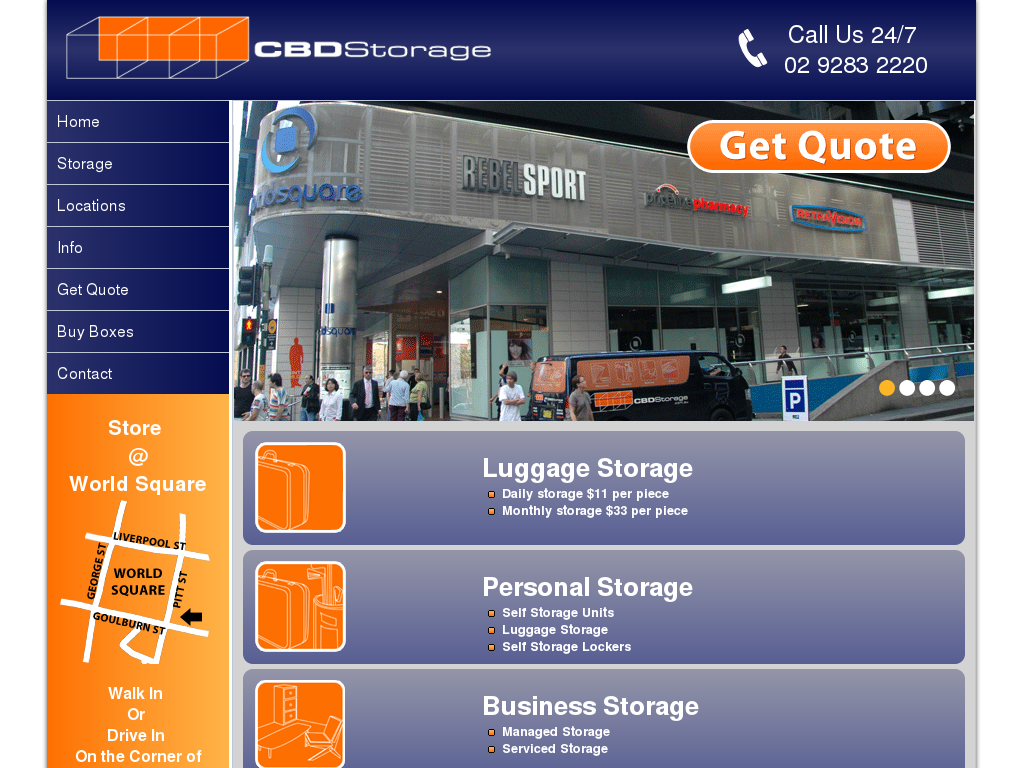 CBDStorage
Call Us 24/7
02 9283 2220
Home
Storage
Locations
Info
Get Quote
Buy Boxes
Contact
Get Quote
REBEL SPORT
priceline pharmacy
RETRAVISION
CBDStorage
P
Store
@
World Square
LIVERPOOL ST
GEORGE ST
WORLD
SQUARE
PITT ST
GOULBURN ST
Walk In
Or
Drive In
On the Corner of
Luggage Storage
Daily storage $11 per piece
Monthly storage $33 per piece
Personal Storage
Self Storage Units
Luggage Storage
Self Storage Lockers
Business Storage
Managed Storage
Serviced Storage